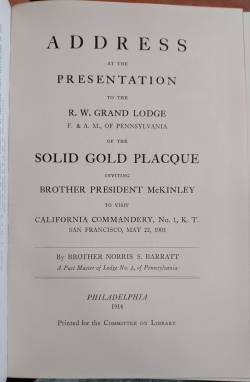 ADDRESS
AT THE
PRESENTATION
TO THE
R. W. GRAND LODGE
F. & A. M., OF PENNSYLVANIA
OF THE
SOLID GOLD PLACQUE
INVITING
BROTHER PRESIDENT McKINLEY
TO VISIT
CALIFORNIA COMMANDERY, No. 1, K. T.
SAN FRANCISCO, MAY 22, 1901
By BROTHER NORRIS S. BARRATT
A Past Master of Lodge No. 2, of Pennsylvania
PHILADELPHIA
1914
Printed for the COMMITTEE ON LIBRARY